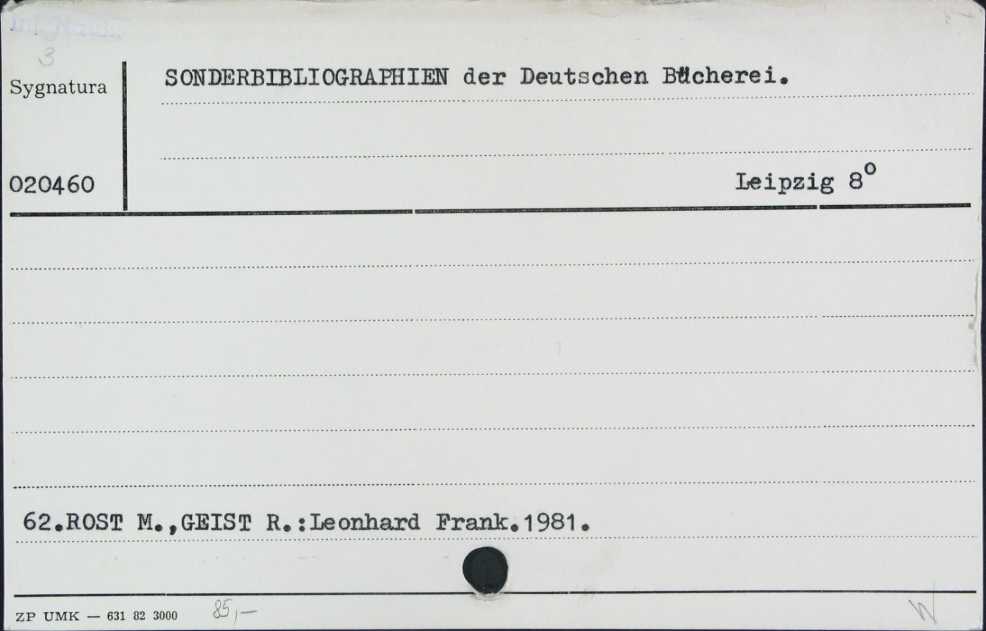 3
Sygnatura
SONDERBIBLIOGRAPHIEN der Deutschen Bücherei.
020460
Leipzig 8⁰
62.ROST M.,GEIST R.:Leonhard Frank.1981.
ZP UMK — 631 82 3000
85,—
W